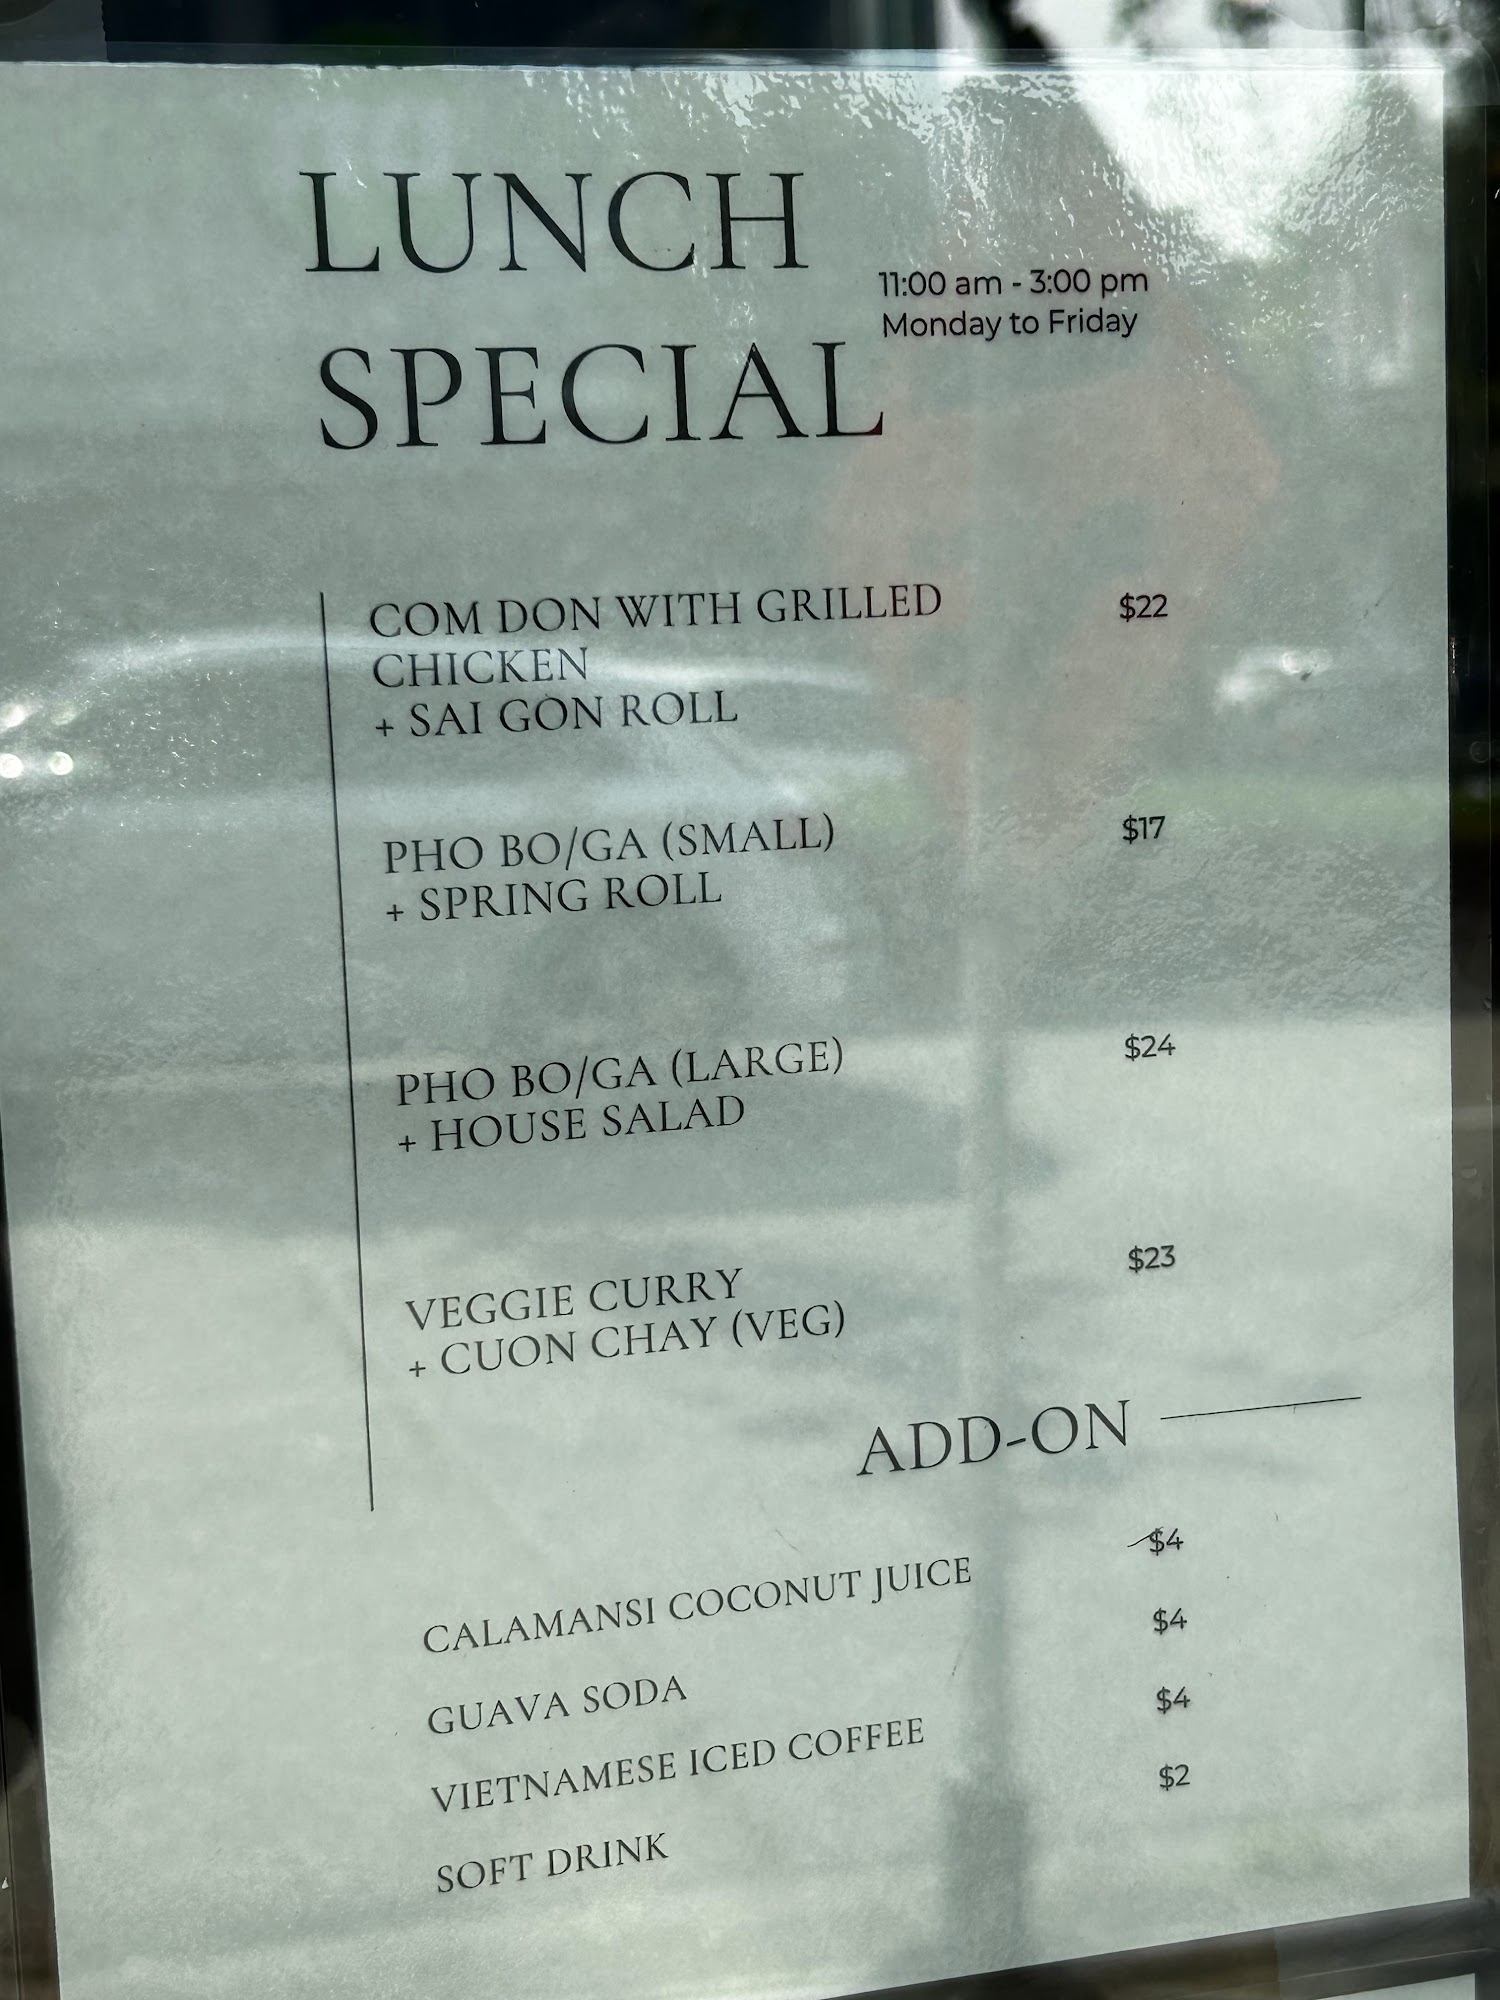 LUNCH
SPECIAL
11:00 am - 3:00 pm
Monday to Friday
COM DON WITH GRILLED
CHICKEN
+ SAI GON ROLL
$22
PHO BO/GA (SMALL)
+ SPRING ROLL
$17
PHO BO/GA (LARGE)
+ HOUSE SALAD
$24
VEGGIE CURRY
+ CUON CHAY (VEG)
$23
ADD-ON
CALAMANSI COCONUT JUICE $4
GUAVA SODA $4
VIETNAMESE ICED COFFEE $4
SOFT DRINK $2